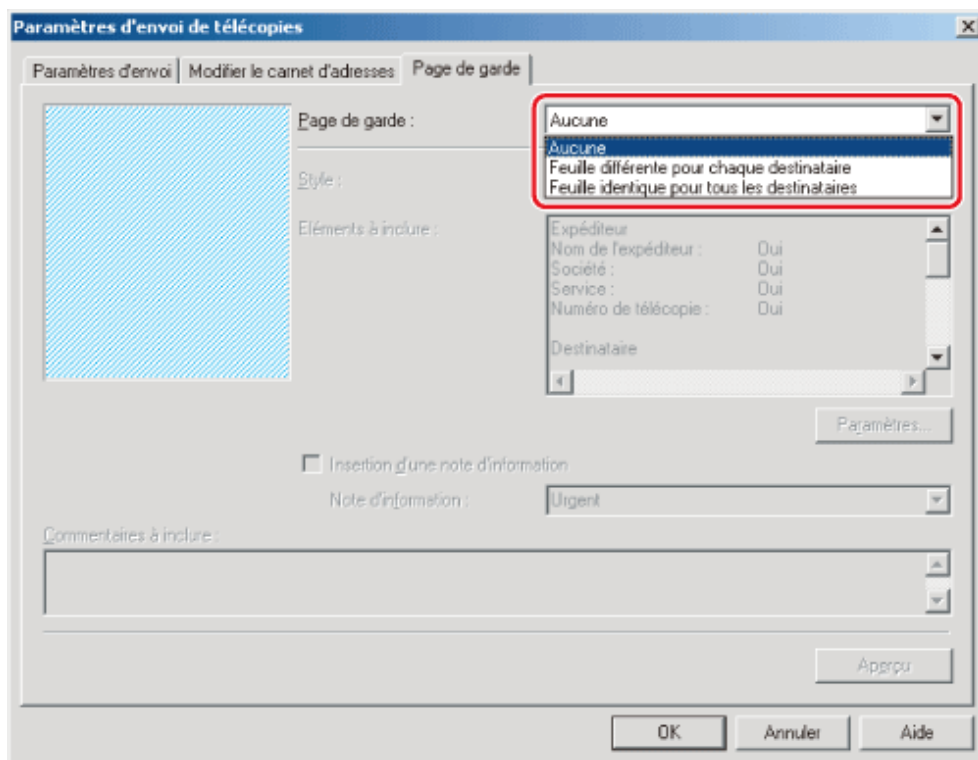 Paramètres d'envoi de télécopies
Paramètres d'envoi Modifier le carnet d'adresses Page de garde
Page de garde : Aucune
Aucune
Feuille différente pour chaque destinataire
Style : Feuille identique pour tous les destinataires
Eléments à inclure : Expéditeur
Nom de l'expéditeur : Oui
Société : Oui
Service : Oui
Numéro de télécopie : Oui
Destinataire
Paramètres...
Insertion d'une note d'information
Note d'information : Urgent
Commentaires à inclure :
Aperçu
OK Annuler Aide